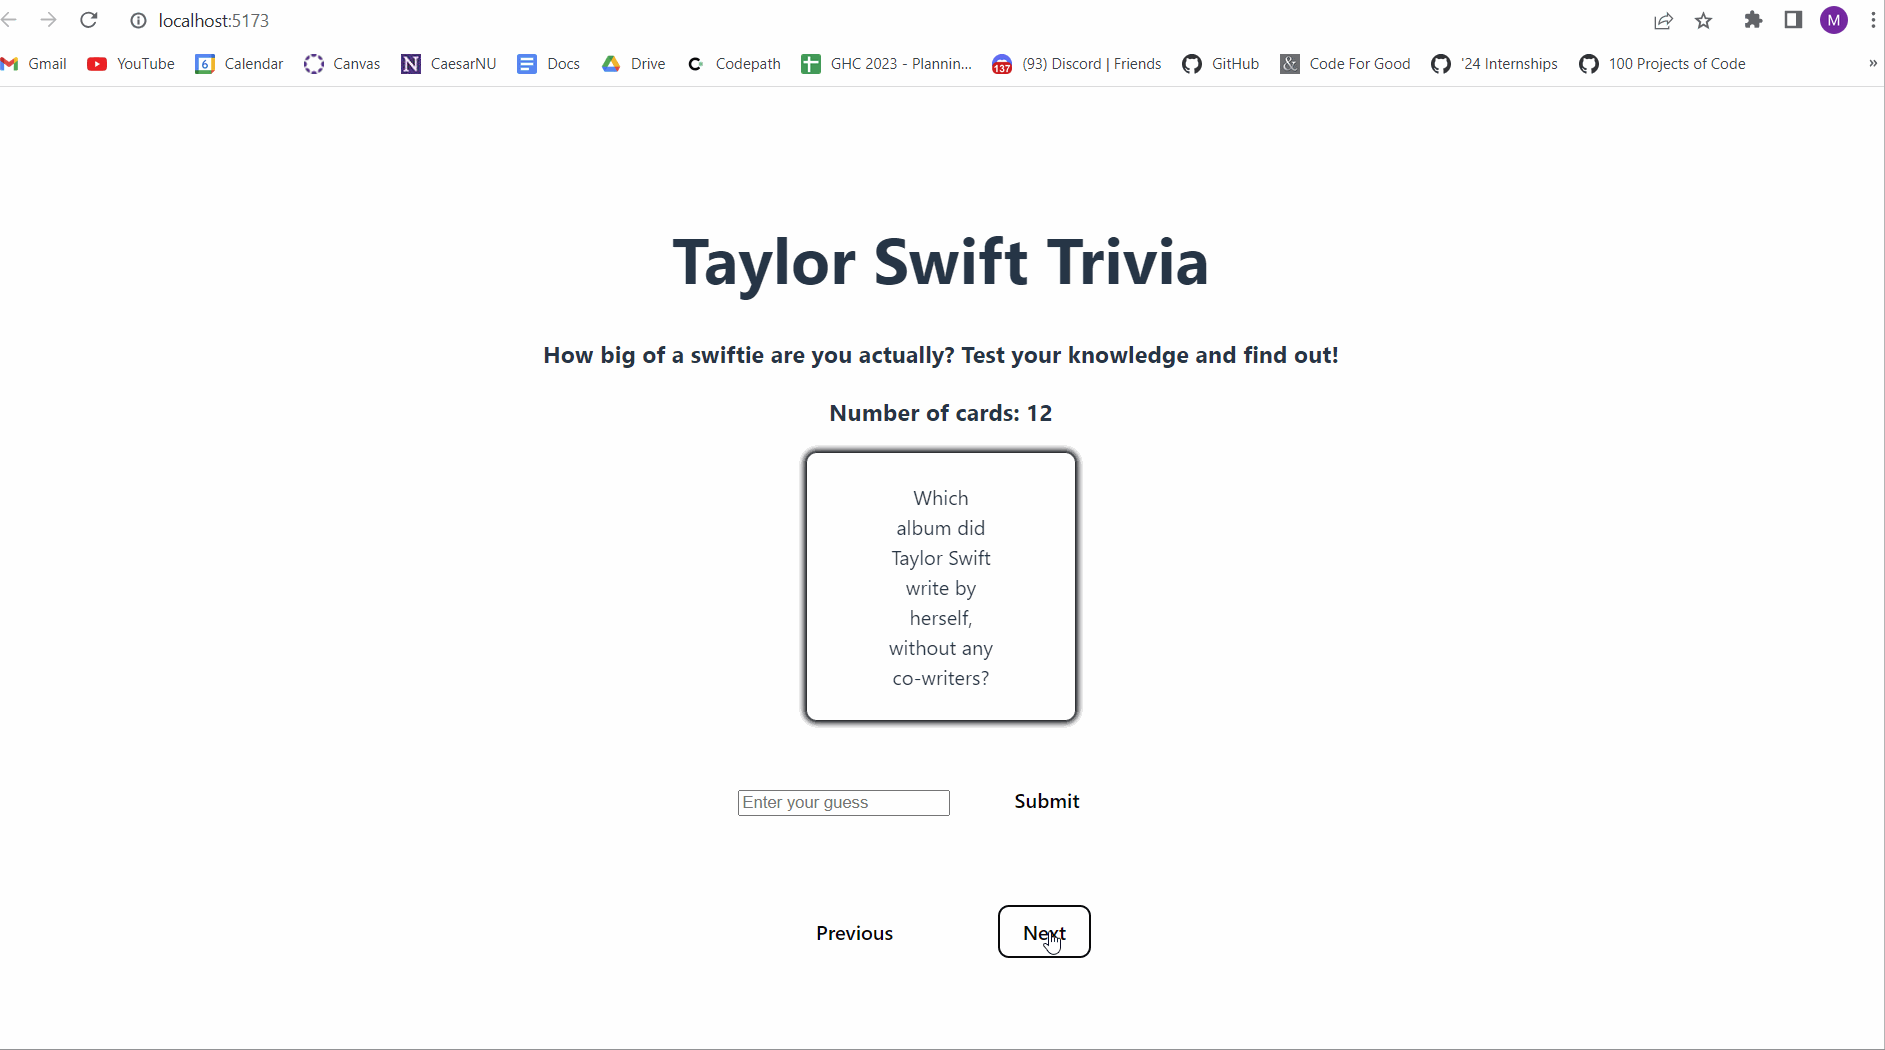 localhost:5173
M
Gmail YouTube 6 Calendar Canvas N CaesarNU Docs Drive C Codepath GHC 2023 - Plannin... 137 (93) Discord | Friends GitHub & Code For Good '24 Internships 100 Projects of Code »
Taylor Swift Trivia
How big of a swiftie are you actually? Test your knowledge and find out!
Number of cards: 12
Which
album did
Taylor Swift
write by
herself,
without any
co-writers?
Enter your guess Submit
Previous Next